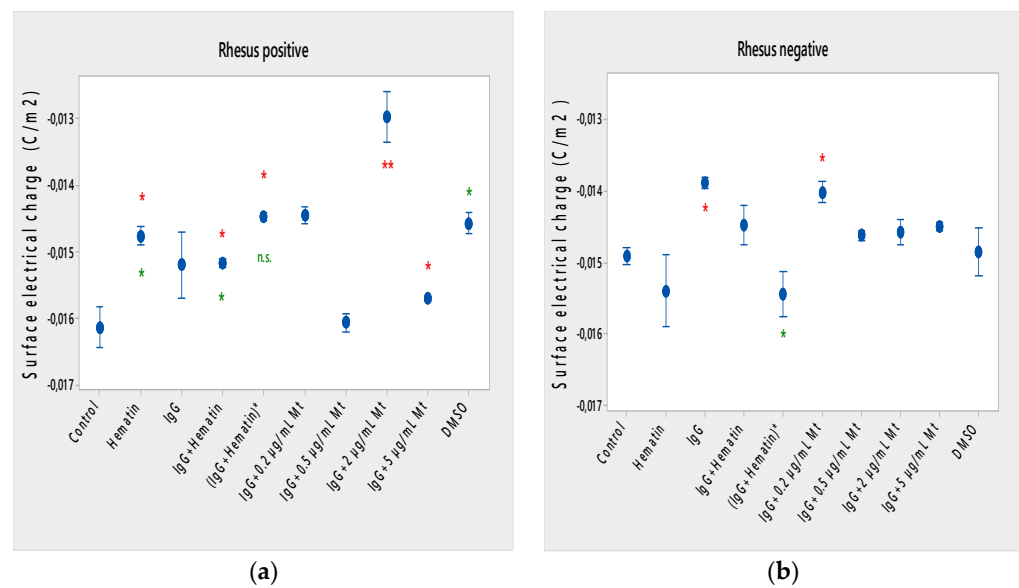 Rhesus positive
Surface electrical charge (C/m2)
-0,013
-0,014
-0,015
-0,016
-0,017
*
*
*
*
*
n.s.
**
*
*
Control
Hematin
IgG
IgG+Hematin
(IgG+Hematin)*
IgG+0.2 µg/mL Mt
IgG+0.5 µg/mL Mt
IgG+2 µg/mL Mt
IgG+5 µg/mL Mt
DMSO
(a)
Rhesus negative
Surface electrical charge (C/m2 )
-0,013
-0,014
-0,015
-0,016
-0,017
*
*
*
Control
Hematin
IgG
IgG+Hematin
(IgG+Hematin)*
IgG+0.2 µg/mL Mt
IgG+0.5 µg/mL Mt
IgG+2 µg/mL Mt
IgG+5 µg/mL Mt
DMSO
(b)